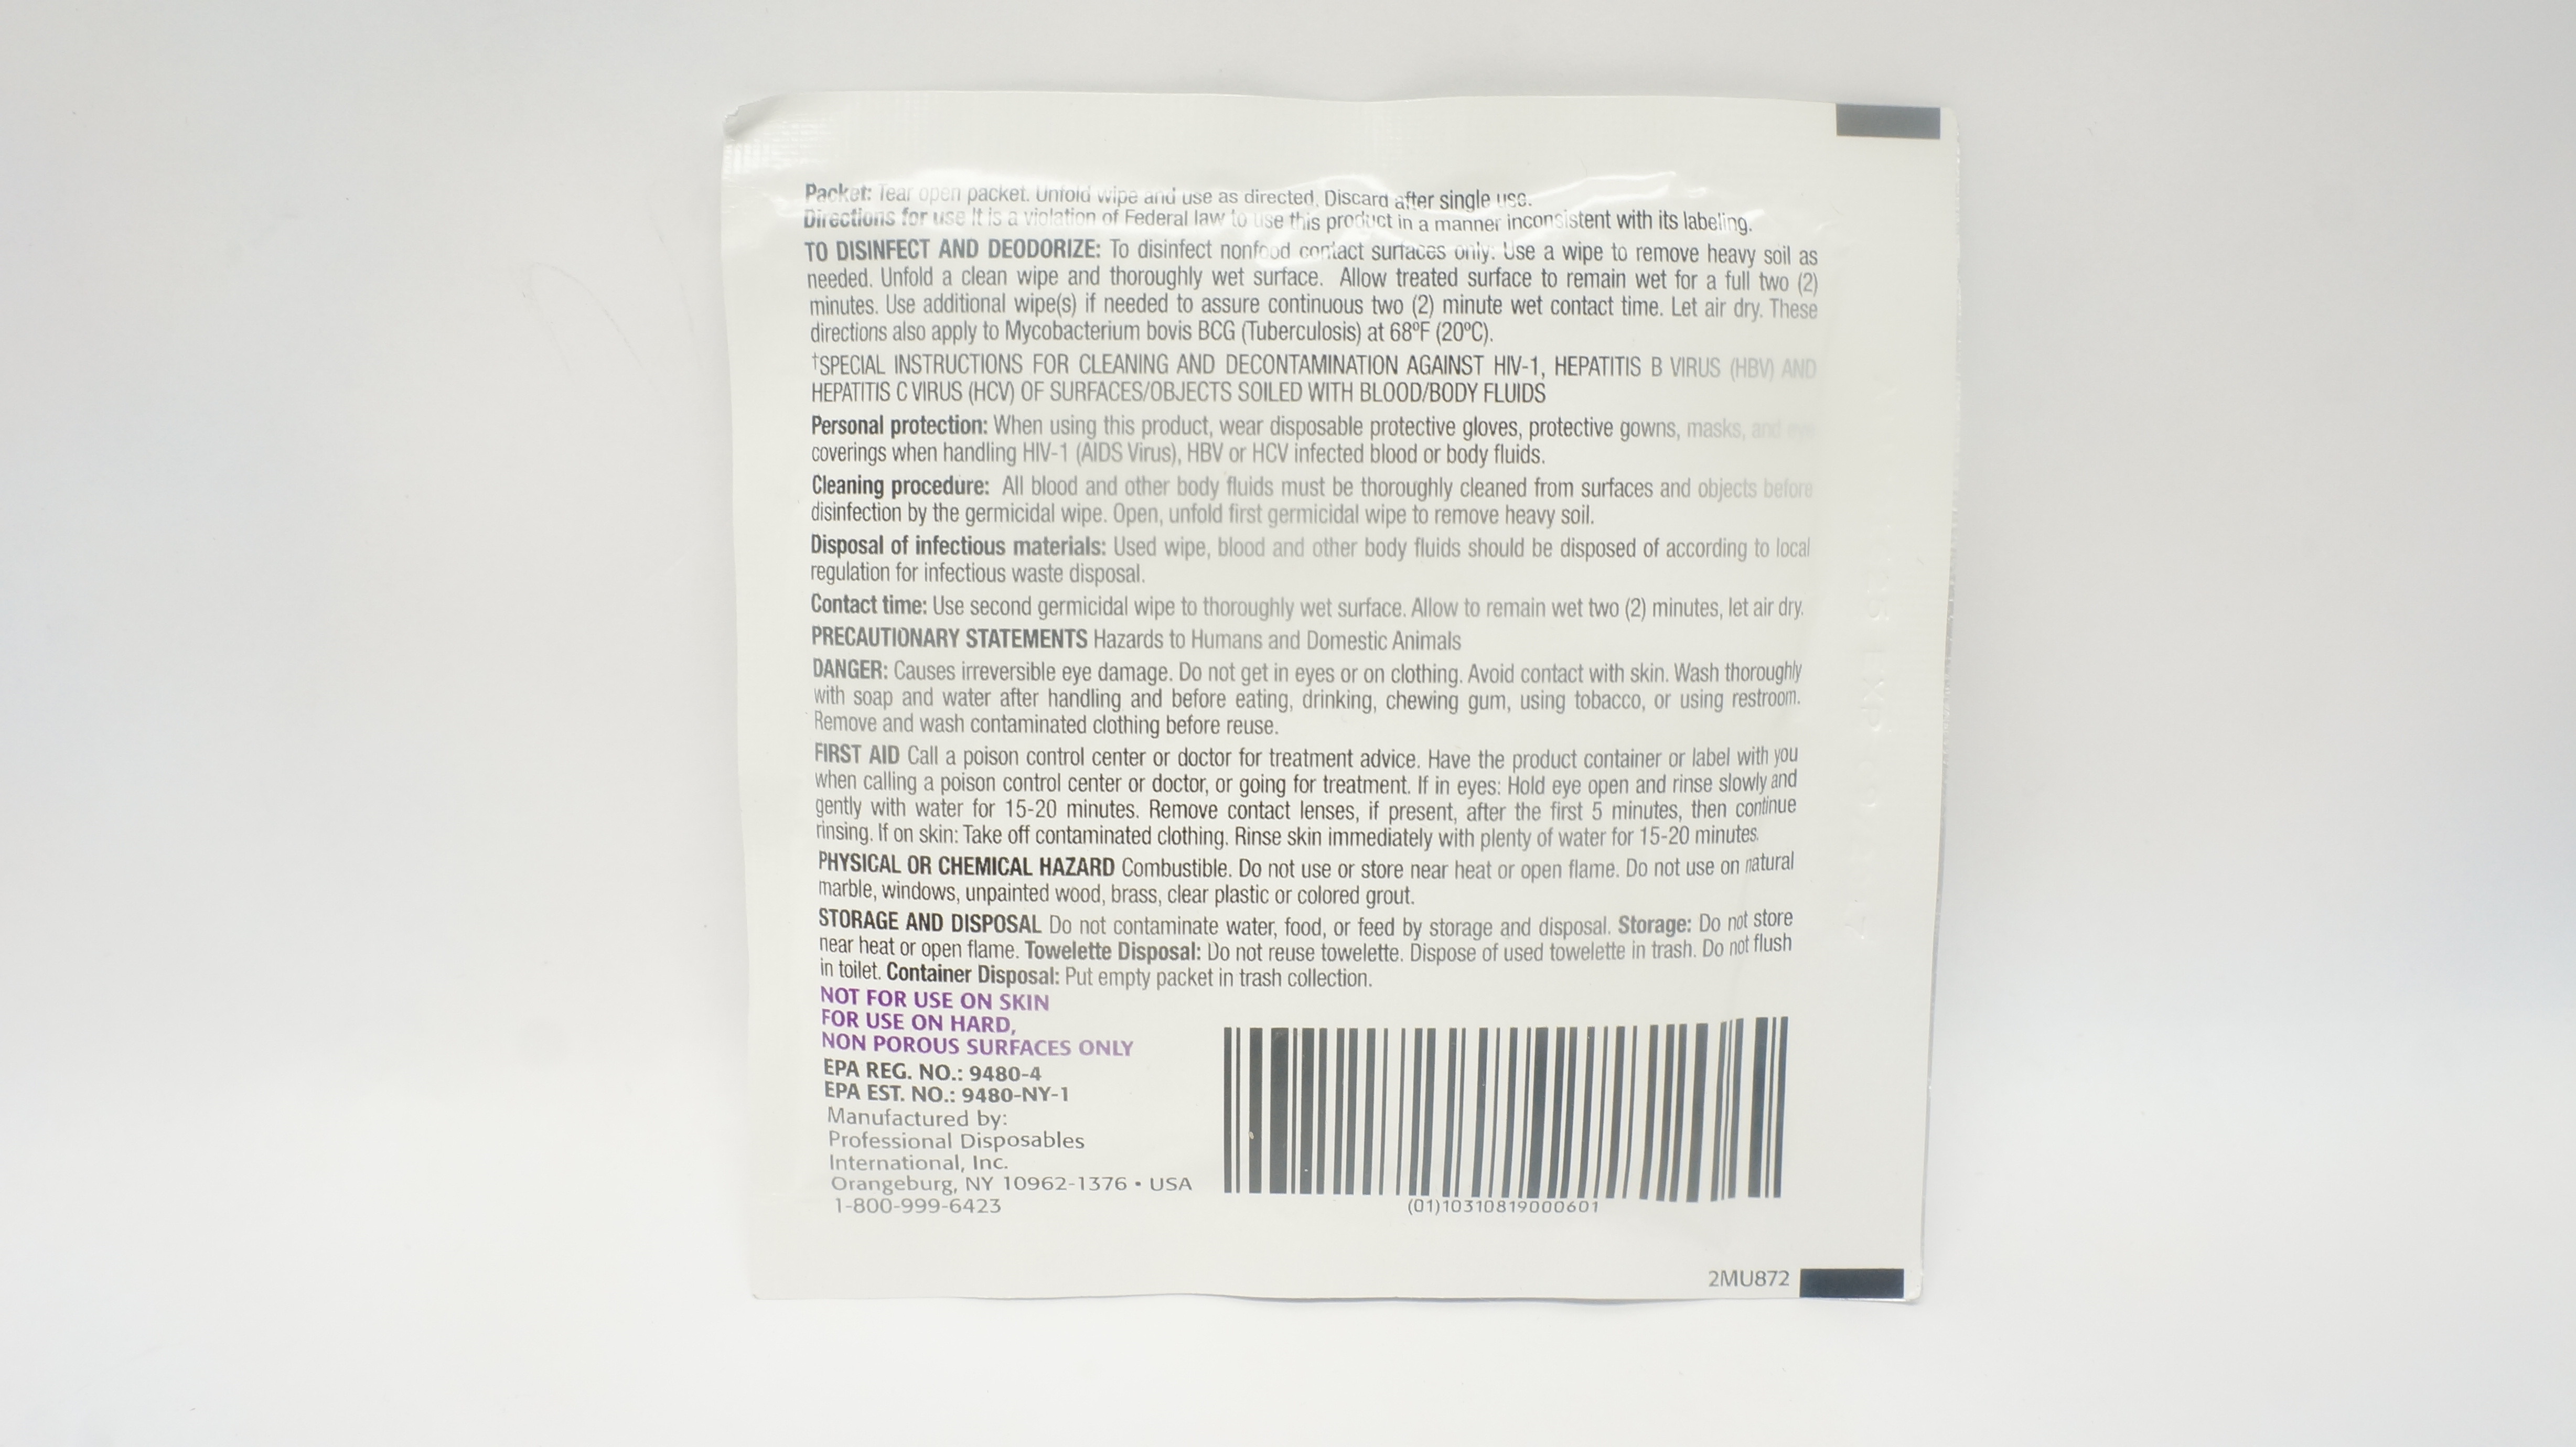 Packet: Tear open packet. Unfold wipe and use as directed. Discard after single use.
Directions for use It is a violation of Federal law to use this product in a manner inconsistent with its labeling.
TO DISINFECT AND DEODORIZE: To disinfect nonfood contact surfaces only: Use a wipe to remove heavy soil as
needed. Unfold a clean wipe and thoroughly wet surface. Allow treated surface to remain wet for a full two (2)
minutes. Use additional wipe(s) if needed to assure continuous two (2) minute wet contact time. Let air dry. These
directions also apply to Mycobacterium bovis BCG (Tuberculosis) at 68ºF (20ºC).
†SPECIAL INSTRUCTIONS FOR CLEANING AND DECONTAMINATION AGAINST HIV-1, HEPATITIS B VIRUS (HBV) AND
HEPATITIS C VIRUS (HCV) OF SURFACES/OBJECTS SOILED WITH BLOOD/BODY FLUIDS
Personal protection: When using this product, wear disposable protective gloves, protective gowns, masks, and eye
coverings when handling HIV-1 (AIDS Virus), HBV or HCV infected blood or body fluids.
Cleaning procedure: All blood and other body fluids must be thoroughly cleaned from surfaces and objects before
disinfection by the germicidal wipe. Open, unfold first germicidal wipe to remove heavy soil.
Disposal of infectious materials: Used wipe, blood and other body fluids should be disposed of according to local
regulation for infectious waste disposal.
Contact time: Use second germicidal wipe to thoroughly wet surface. Allow to remain wet two (2) minutes, let air dry.
PRECAUTIONARY STATEMENTS Hazards to Humans and Domestic Animals
DANGER: Causes irreversible eye damage. Do not get in eyes or on clothing. Avoid contact with skin. Wash thoroughly
with soap and water after handling and before eating, drinking, chewing gum, using tobacco, or using restroom.
Remove and wash contaminated clothing before reuse.
FIRST AID Call a poison control center or doctor for treatment advice. Have the product container or label with you
when calling a poison control center or doctor, or going for treatment. If in eyes: Hold eye open and rinse slowly and
gently with water for 15-20 minutes. Remove contact lenses, if present, after the first 5 minutes, then continue
rinsing. If on skin: Take off contaminated clothing. Rinse skin immediately with plenty of water for 15-20 minutes.
PHYSICAL OR CHEMICAL HAZARD Combustible. Do not use or store near heat or open flame. Do not use on natural
marble, windows, unpainted wood, brass, clear plastic or colored grout.
STORAGE AND DISPOSAL Do not contaminate water, food, or feed by storage and disposal. Storage: Do not store
near heat or open flame. Towelette Disposal: Do not reuse towelette. Dispose of used towelette in trash. Do not flush
in toilet. Container Disposal: Put empty packet in trash collection.
NOT FOR USE ON SKIN
FOR USE ON HARD,
NON POROUS SURFACES ONLY
EPA REG. NO.: 9480-4
EPA EST. NO.: 9480-NY-1
Manufactured by:
Professional Disposables
International, Inc.
Orangeburg, NY 10962-1376 • USA
1-800-999-6423
(01)10310819000601
2MU872